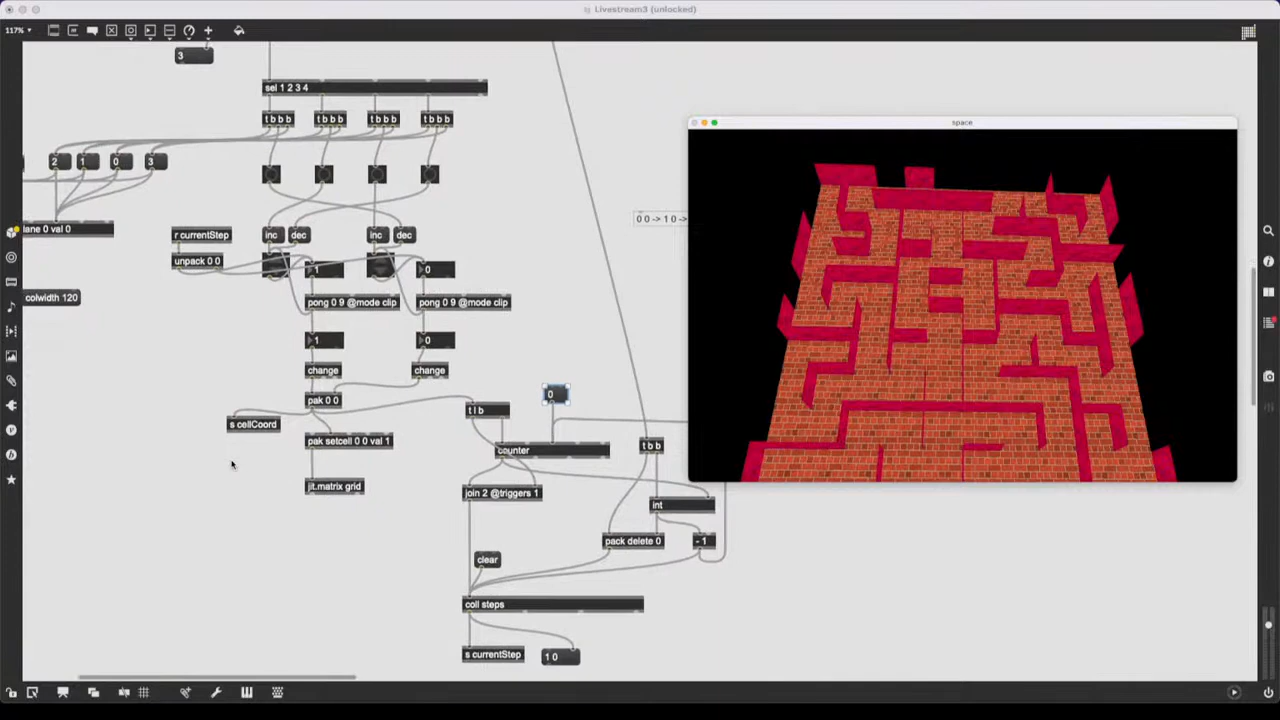 Livestream3 (unlocked)
117%
3
sel 1 2 3 4
t b b b
t b b b
t b b b
t b b b
space
2
1
0
3
0 0 -> 1 0 ->
lane 0 val 0
r currentStep
inc
dec
inc
dec
unpack 0 0
1
0
colwidth 120
pong 0 9 @mode clip
pong 0 9 @mode clip
1
0
change
change
pak 0 0
0
t l b
s cellCoord
pak setcell 0 0 val 1
counter
t b b
jit.matrix grid
join 2 @triggers 1
int
pack delete 0
- 1
clear
coll steps
s currentStep
1 0